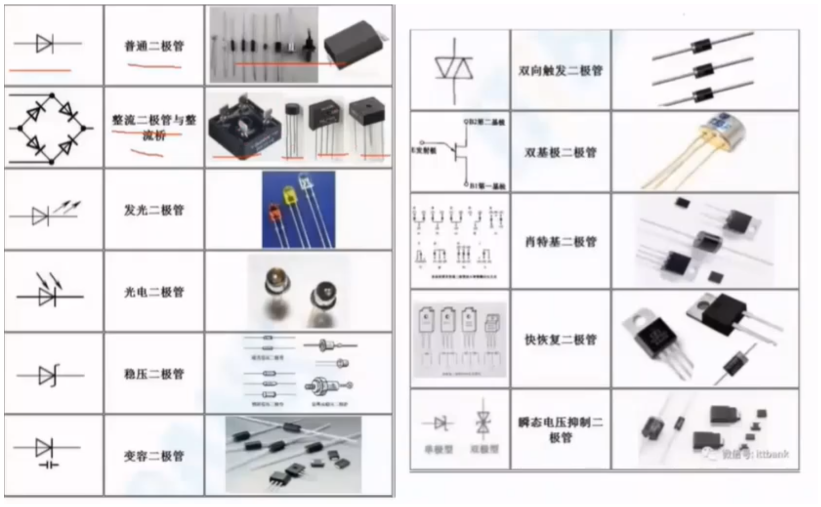 普通二极管
整流二极管与整
流桥
发光二极管
光电二极管
稳压二极管
变容二极管
双向触发二极管
B2第二基极
E发射极
双基极二极管
B1第一基极
肖特基二极管
快恢复二极管
瞬态电压抑制二
极管
单极型
双极型
微信号: ittbank